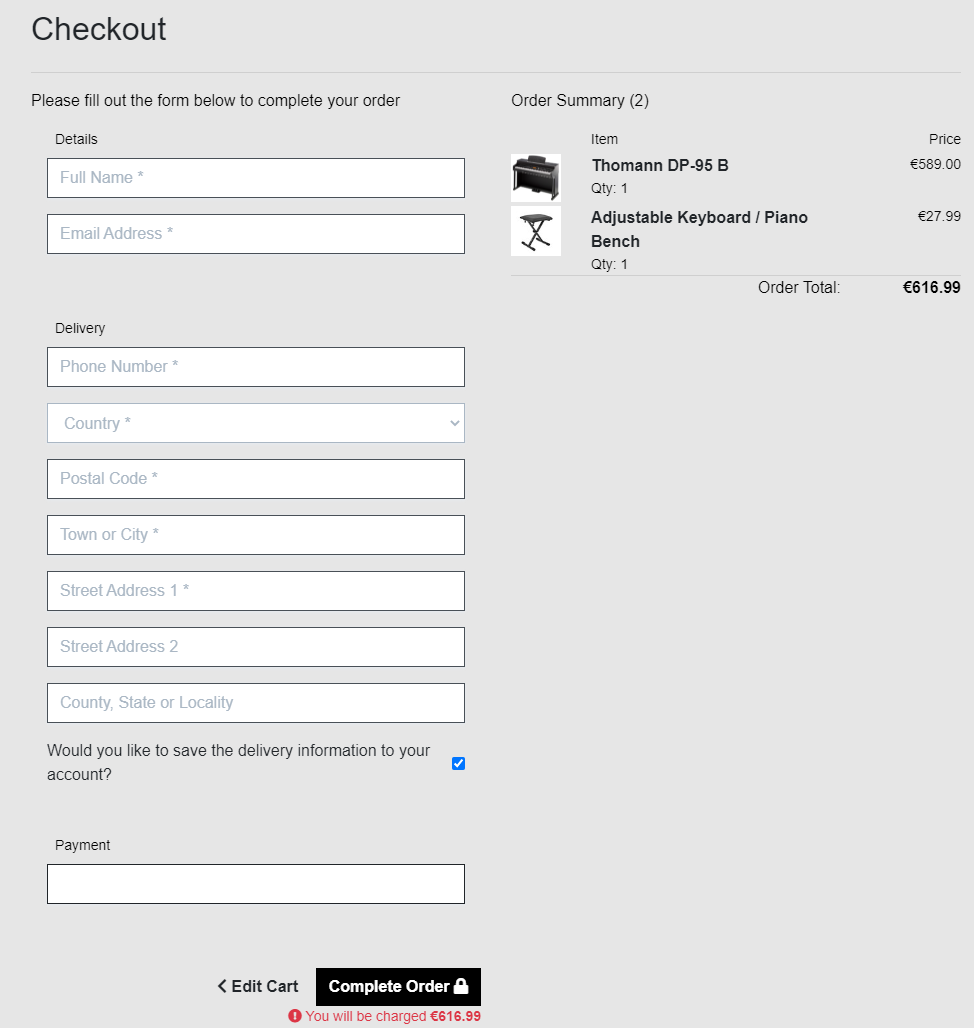 Checkout
Please fill out the form below to complete your order
Details
Full Name *
Email Address *
Delivery
Phone Number *
Country *
Postal Code *
Town or City *
Street Address 1 *
Street Address 2
County, State or Locality
Would you like to save the delivery information to your
account?
Payment
Edit Cart
Complete Order
You will be charged €616.99
Order Summary (2)
Item Price
Thomann DP-95 B €589.00
Qty: 1
Adjustable Keyboard / Piano €27.99
Bench
Qty: 1
Order Total: €616.99